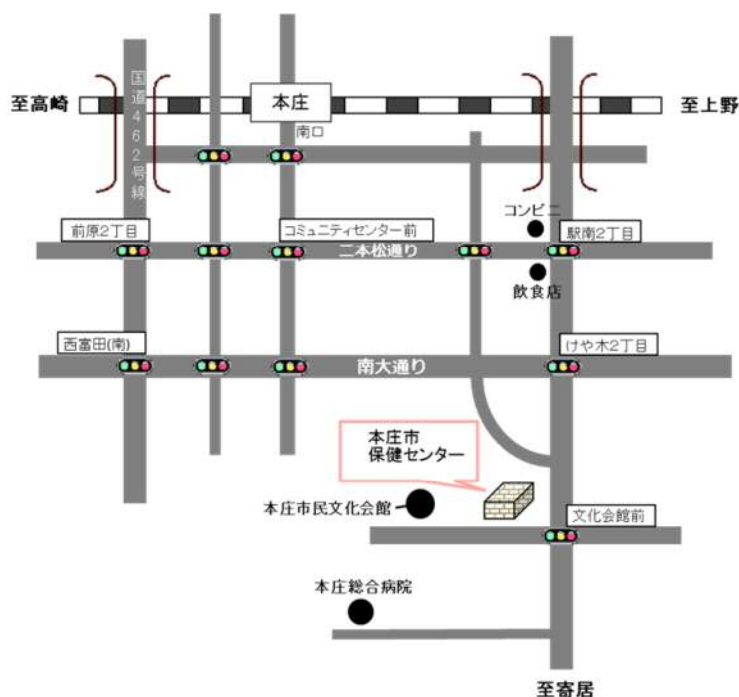 至高崎
国道462号線
本庄
南口
至上野
前原2丁目
コミュニティセンター前
二本松通り
コンビニ
駅南2丁目
飲食店
西富田(南)
南大通り
けや木2丁目
本庄市
保健センター
本庄市民文化会館
文化会館前
本庄総合病院
至寄居